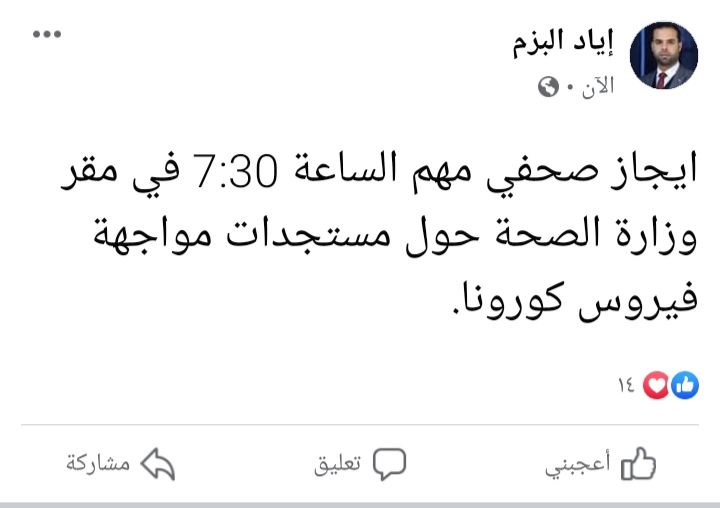 إياد البزم
الآن ·
ايجاز صحفي مهم الساعة 7:30 في مقر
وزارة الصحة حول مستجدات مواجهة
فيروس كورونا.
١٤
أعجبني تعليق مشاركة